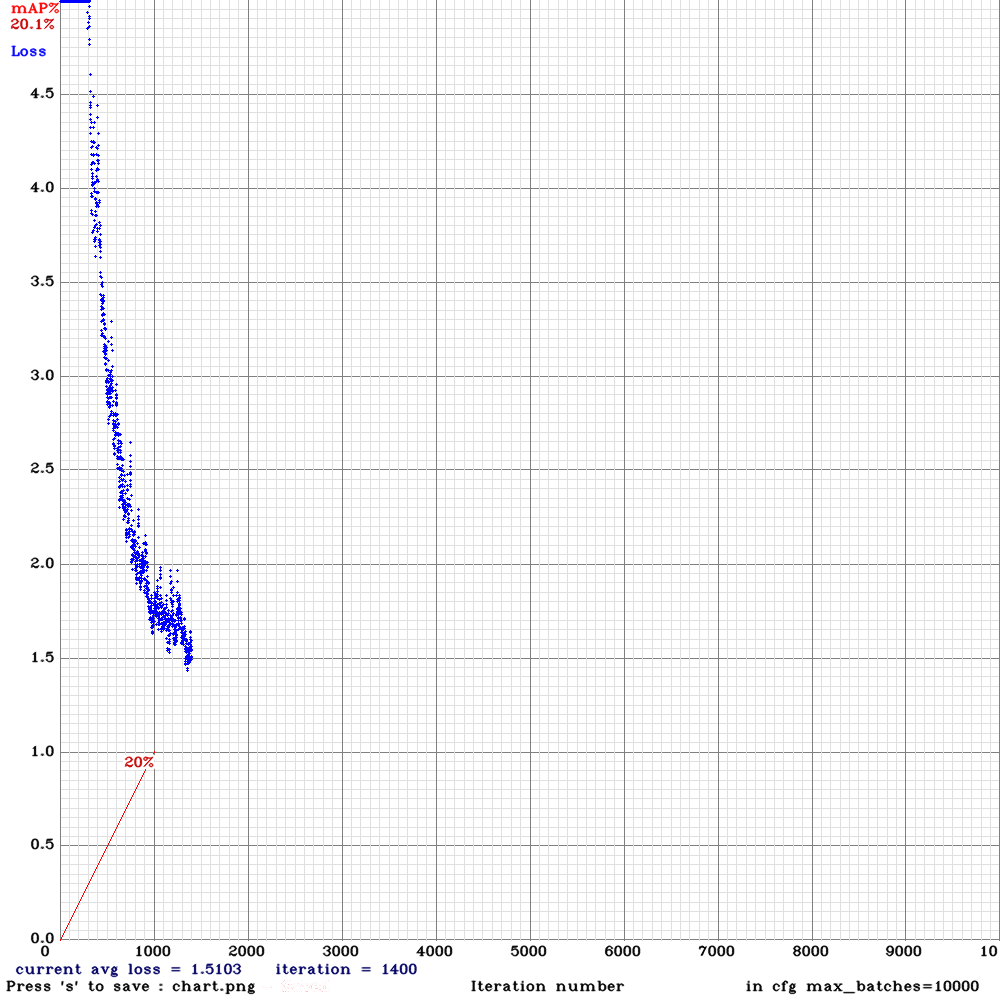 mAP%
20.1%
Loss
4.5
4.0
3.5
3.0
2.5
2.0
1.5
1.0
20%
0.5
0.0
0 1000 2000 3000 4000 5000 6000 7000 8000 9000 10
current avg loss = 1.5103 iteration = 1400
Press 's' to save : chart.png Iteration number in cfg max_batches=10000